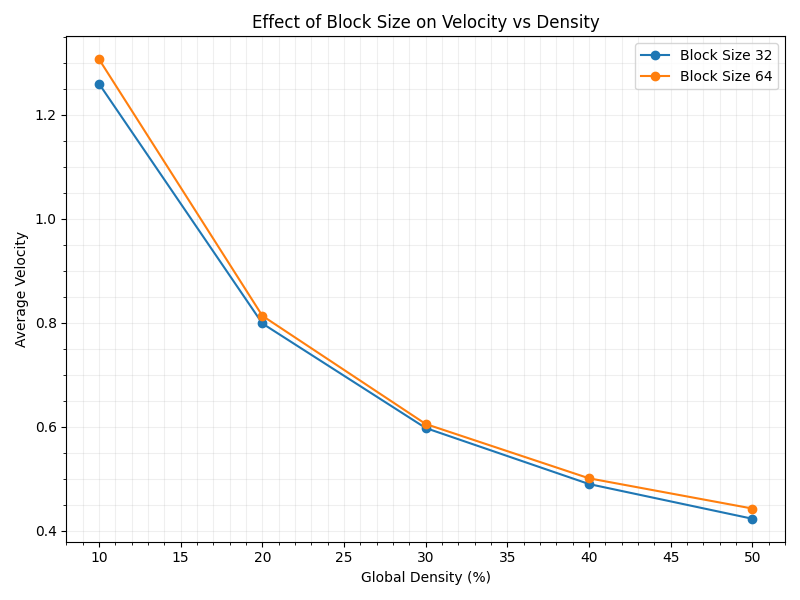 Effect of Block Size on Velocity vs Density
Block Size 32
Block Size 64
Average Velocity
1.2
1.0
0.8
0.6
0.4
10 15 20 25 30 35 40 45 50
Global Density (%)